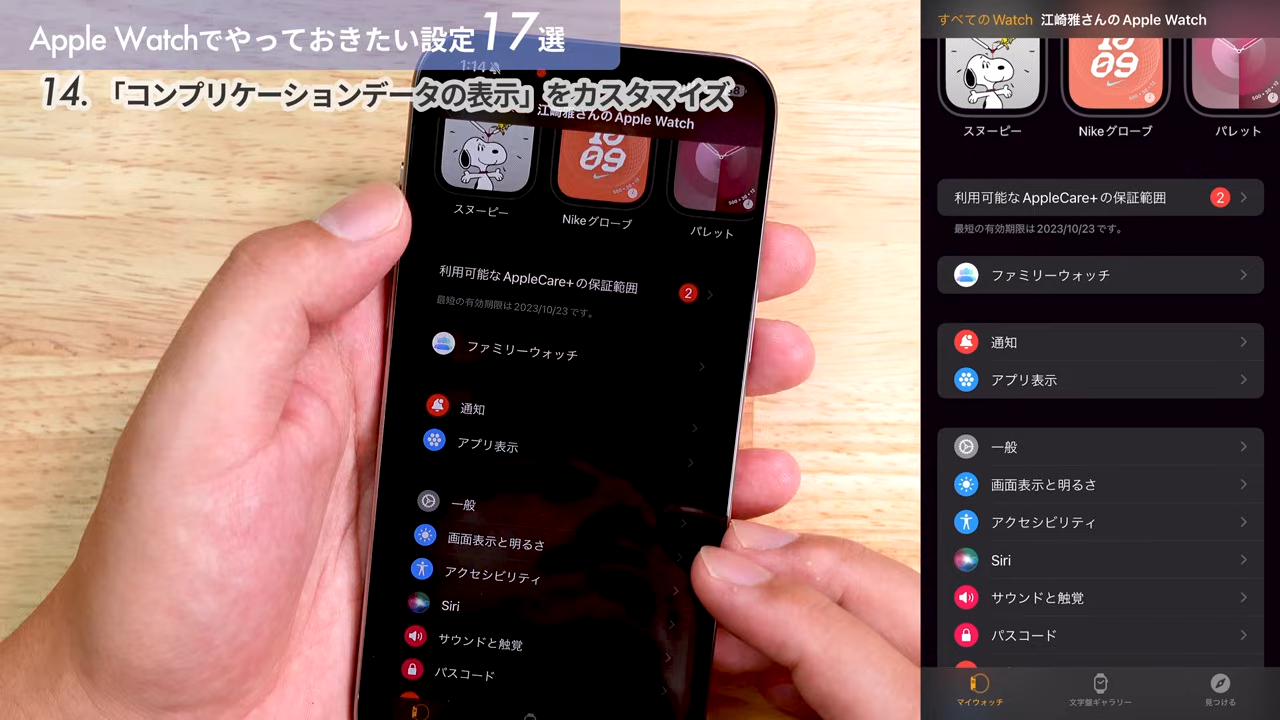 Apple Watchでやっておきたい設定17選
14.「コンプリケーションデータの表示」をカスタマイズ
1:14
江崎雅さんのApple Watch
10
09
スヌーピー
Nikeグローブ
パレット
利用可能なAppleCare+の保証範囲
2
最短の有効期限は2023/10/23です。
ファミリーウォッチ
通知
アプリ表示
一般
画面表示と明るさ
アクセシビリティ
Siri
サウンドと触覚
パスコード
すべてのWatch 江崎雅さんのApple Watch
10
09
スヌーピー
Nikeグローブ
パレット
利用可能なAppleCare+の保証範囲
2
最短の有効期限は2023/10/23です。
ファミリーウォッチ
通知
アプリ表示
一般
画面表示と明るさ
アクセシビリティ
Siri
サウンドと触覚
パスコード
マイウォッチ
文字盤ギャラリー
見つける